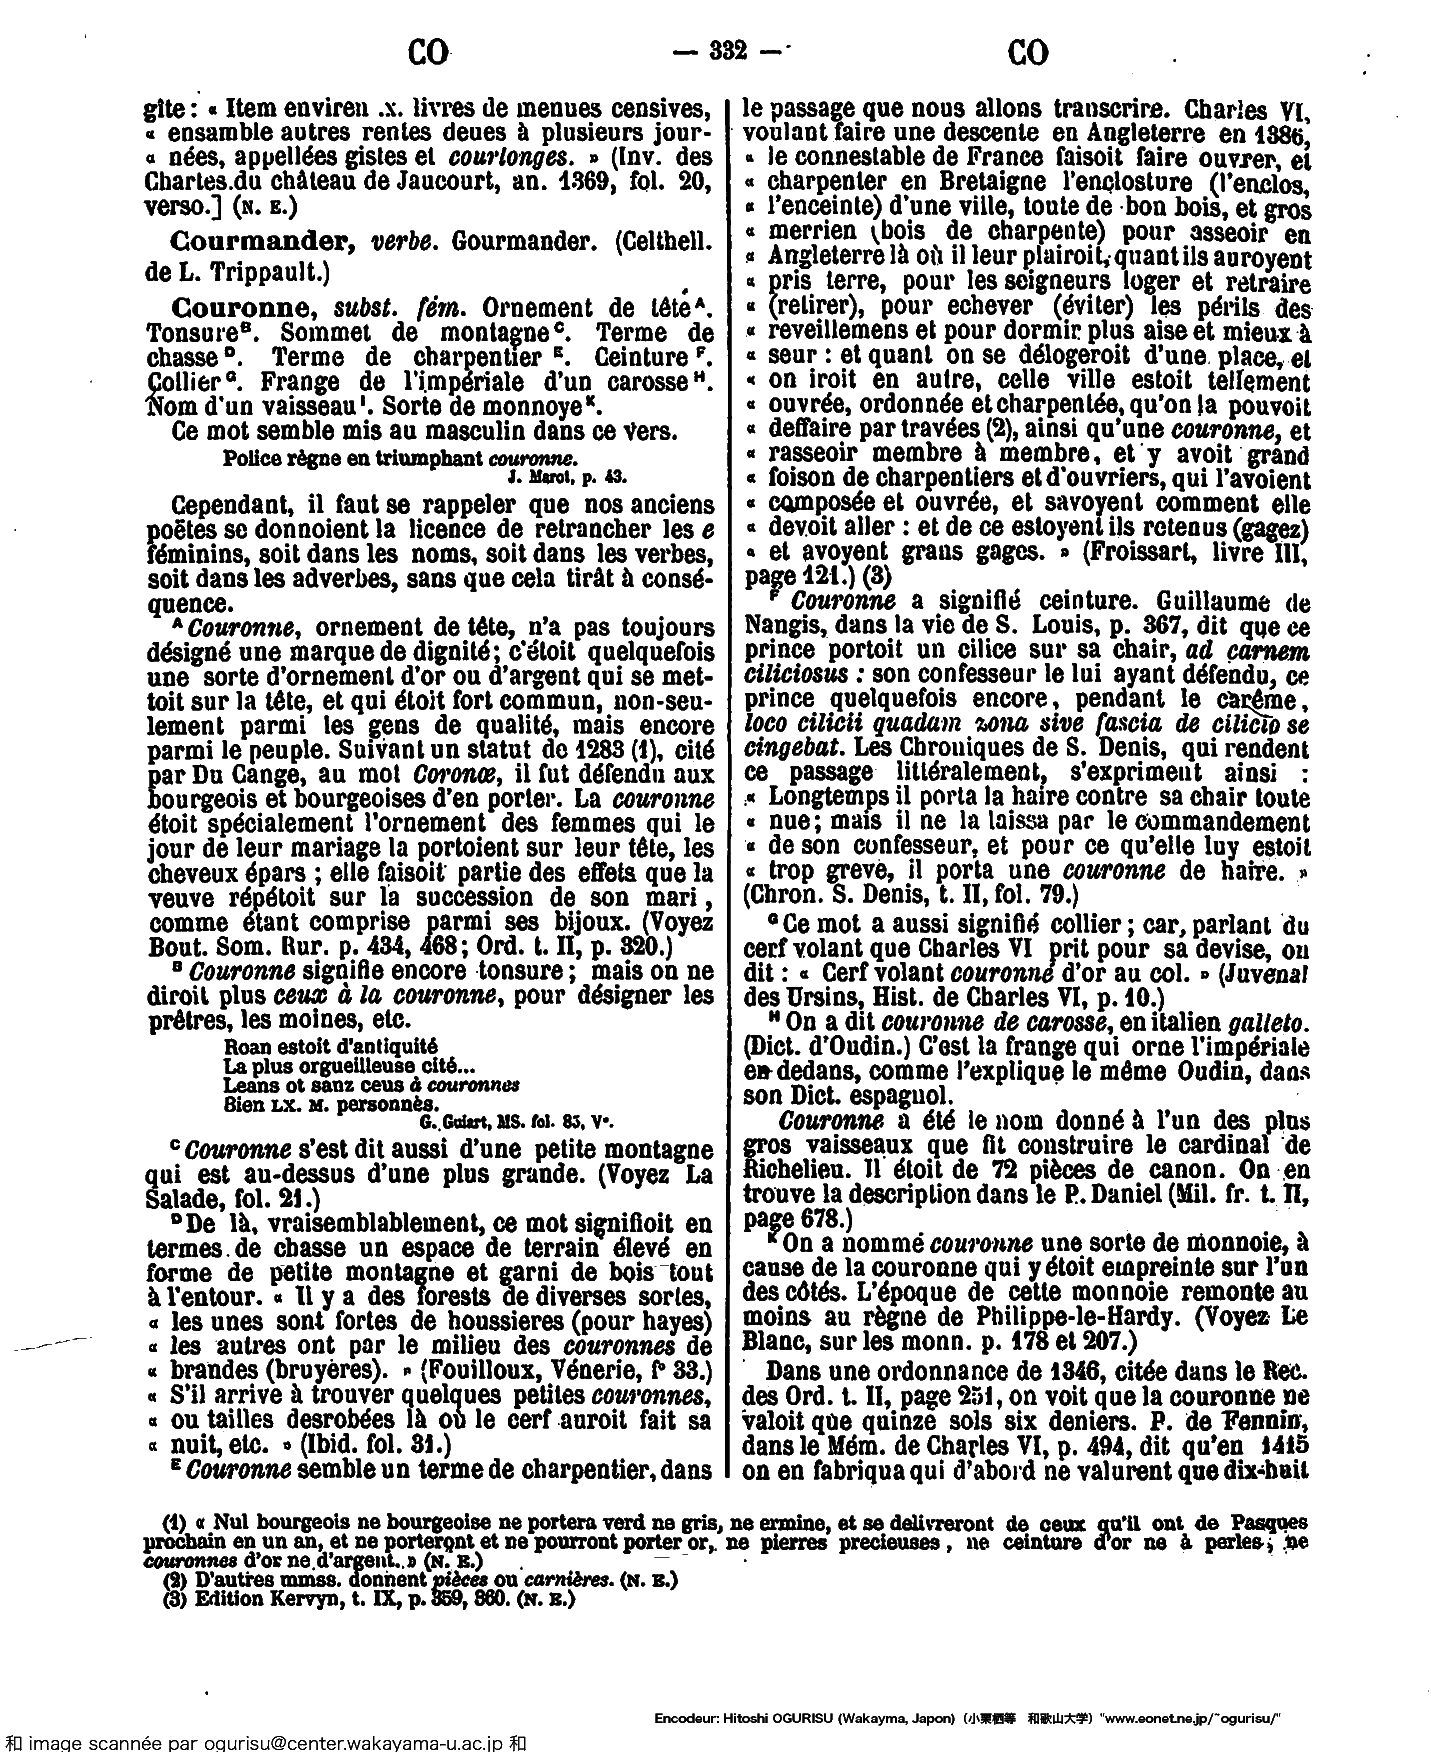 CO — 332 — CO
gîte : « Item enviren .x. livres de menues censives,
« ensamble autres rentes deues à plusieurs jour-
« nées, appellées gistes et courlonges. » (Inv. des
Chartes du château de Jaucourt, an. 1369, fol. 20,
verso.] (N. E.)
Courmander, verbe. Gourmander. (Celthell.
de L. Trippault.)
Couronne, subst. fém. Ornement de tête A.
Tonsure B. Sommet de montagne C. Terme de
chasse D. Terme de charpentier E. Ceinture F.
Collier G. Frange de l'impériale d'un carosse H.
Nom d'un vaisseau I. Sorte de monnoye K.
Ce mot semble mis au masculin dans ce vers.
Police règne en triumphant couronne.
J. Marot, p. 43.
Cependant, il faut se rappeler que nos anciens
poëtes se donnoient la licence de retrancher les e
féminins, soit dans les noms, soit dans les verbes,
soit dans les adverbes, sans que cela tirât à consé-
quence.
A Couronne, ornement de tête, n'a pas toujours
désigné une marque de dignité ; c'étoit quelquefois
une sorte d'ornement d'or ou d'argent qui se met-
toit sur la tête, et qui étoit fort commun, non-seu-
lement parmi les gens de qualité, mais encore
parmi le peuple. Suivant un statut de 1283 (1), cité
par Du Cange, au mot Coronæ, il fut défendu aux
bourgeois et bourgeoises d'en porter. La couronne
étoit spécialement l'ornement des femmes qui le
jour de leur mariage la portoient sur leur tête, les
cheveux épars ; elle faisoit partie des effets que la
veuve répétoit sur la succession de son mari ,
comme étant comprise parmi ses bijoux. (Voyez
Bout. Som. Rur. p. 434, 468 ; Ord. t. II, p. 320.)
B Couronne signifie encore tonsure ; mais on ne
diroit plus ceux à la couronne, pour désigner les
prêtres, les moines, etc.
Roan estoit d'antiquité
La plus orgueilleuse cité...
Leans ot sanz ceus à couronnes
Bien LX. M. personnès.
G. Guiart, MS. fol. 83, V°.
C Couronne s'est dit aussi d'une petite montagne
qui est au-dessus d'une plus grande. (Voyez La
Salade, fol. 21.)
D De là, vraisemblablement, ce mot signifioit en
termes de chasse un espace de terrain élevé en
forme de petite montagne et garni de bois tout
à l'entour. « Il y a des forests de diverses sortes,
« les unes sont fortes de houssieres (pour hayes)
« les autres ont par le milieu des couronnes de
« brandes (bruyères). » (Fouilloux, Vénerie, f° 33.)
« S'il arrive à trouver quelques petites couronnes,
« ou tailles desrobées là où le cerf auroit fait sa
« nuit, etc. » (Ibid. fol. 31.)
E Couronne semble un terme de charpentier, dans
le passage que nous allons transcrire. Charles VI,
voulant faire une descente en Angleterre en 1386,
« le connestable de France faisoit faire ouvrer, et
« charpenter en Bretaigne l'enclosture (l'enclos,
« l'enceinte) d'une ville, toute de bon bois, et gros
« merrien (bois de charpente) pour asseoir en
« Angleterre là où il leur plairoit, quant ils auroyent
« pris terre, pour les seigneurs loger et retraire
« (retirer), pour echever (éviter) les périls des
« reveillemens et pour dormir plus aise et mieux à
« seur : et quant on se délogeroit d'une place, et
« on iroit en autre, celle ville estoit tellement
« ouvrée, ordonnée et charpentée, qu'on la pouvoit
« deffaire par travées (2), ainsi qu'une couronne, et
« rasseoir membre à membre, et y avoit grand
« foison de charpentiers et d'ouvriers, qui l'avoient
« composée et ouvrée, et savoyent comment elle
« devoit aller : et de ce estoyent ils retenus (gagez)
« et avoyent grans gages. » (Froissart, livre III,
page 121.) (3)
F Couronne a signifié ceinture. Guillaume de
Nangis, dans la vie de S. Louis, p. 367, dit que ce
prince portoit un cilice sur sa chair, ad carnem
ciliciosus : son confesseur le lui ayant défendu, ce
prince quelquefois encore, pendant le carême,
loco cilicii quadam zona sive fascia de cilicio se
cingebat. Les Chroniques de S. Denis, qui rendent
ce passage littéralement, s'expriment ainsi :
« Longtemps il porta la haire contre sa chair toute
« nue ; mais il ne la laissa par le commandement
« de son confesseur, et pour ce qu'elle luy estoit
« trop greve, il porta une couronne de haire. »
(Chron. S. Denis, t. II, fol. 79.)
G Ce mot a aussi signifié collier ; car, parlant du
cerf volant que Charles VI prit pour sa devise, on
dit : « Cerf volant couronné d'or au col. » (Juvenal
des Ursins, Hist. de Charles VI, p. 10.)
H On a dit couronne de carosse, en italien galleto.
(Dict. d'Oudin.) C'est la frange qui orne l'impériale
en dedans, comme l'explique le même Oudin, dans
son Dict. espagnol.
Couronne a été le nom donné à l'un des plus
gros vaisseaux que fit construire le cardinal de
Richelieu. Il étoit de 72 pièces de canon. On en
trouve la description dans le P. Daniel (Mil. fr. t. II,
page 678.)
K On a nommé couronne une sorte de monnoie, à
cause de la couronne qui y étoit empreinte sur l'un
des côtés. L'époque de cette monnoie remonte au
moins au règne de Philippe-le-Hardy. (Voyez Le
Blanc, sur les monn. p. 178 et 207.)
Dans une ordonnance de 1346, citée dans le Rec.
des Ord. t. II, page 251, on voit que la couronne ne
valoit que quinze sols six deniers. P. de Fennin,
dans le Mém. de Charles VI, p. 494, dit qu'en 1415
on en fabriqua qui d'abord ne valurent que dix-huit
(1) « Nul bourgeois ne bourgeoise ne portera verd ne gris, ne ermine, et se delivreront de ceux qu'il ont de Pasques
prochain en un an, et ne porteront et ne pourront porter or, ne pierres precieuses, ne ceinture d'or ne à perles, ne
couronnes d'or ne d'argent. » (N. E.)
(2) D'autres mmss. donnent pièces ou carnières. (N. E.)
(3) Edition Kervyn, t. IX, p. 359, 360. (N. E.)
Encodeur: Hitoshi OGURISU (Wakayma, Japon) (小栗栖等 和歌山大学) "www.eonet.ne.jp/~ogurisu/"
和 image scannée par ogurisu@center.wakayama-u.ac.jp 和